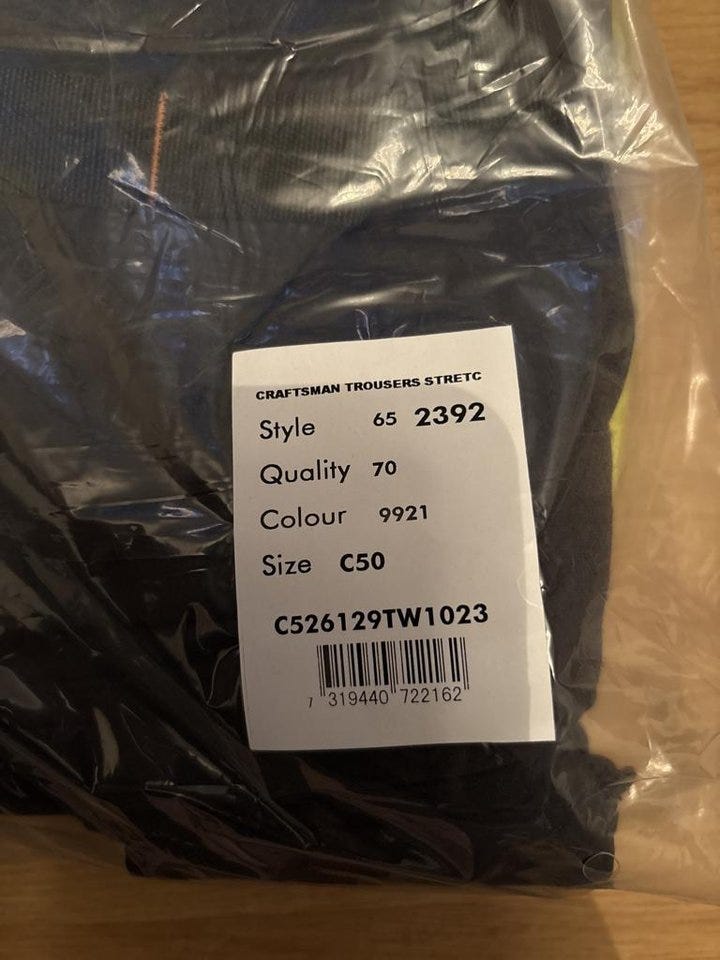 CRAFTSMAN TROUSERS STRETC
Style 65 2392
Quality 70
Colour 9921
Size C50
C526129TW1023
7 319440 722162